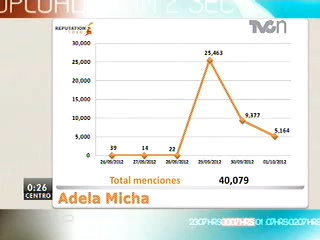 UPLOAD
2 SEC
REPUTATION
TVCn
30,000
25,000
20,000
15,000
10,000
5,000
0
39
14
22
25,463
9,377
5,164
26/09/2012
27/09/2012
28/09/2012
29/09/2012
30/09/2012
01/10/2012
Total menciones 40,079
0:26
CENTRO
Adela Micha